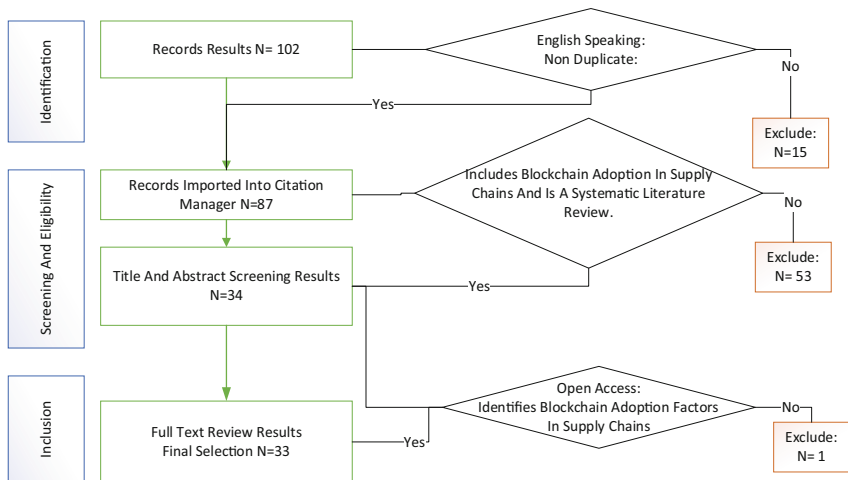 Identification
Records Results N= 102
English Speaking:
Non Duplicate:
No
Yes
Exclude:
N=15
Screening And Eligibility
Records Imported Into Citation
Manager N=87
Includes Blockchain Adoption In Supply
Chains And Is A Systematic Literature
Review.
No
Exclude:
N= 53
Title And Abstract Screening Results
N=34
Yes
Inclusion
Open Access:
Identifies Blockchain Adoption Factors
In Supply Chains
No
Yes
Exclude:
N= 1
Full Text Review Results
Final Selection N=33